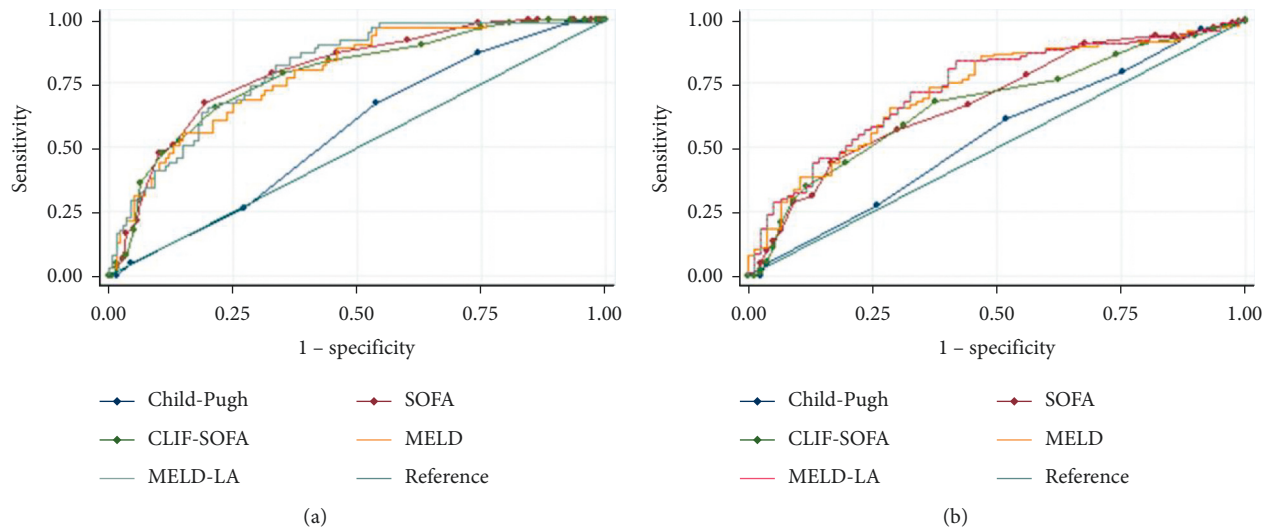 1.00
0.75
0.50
0.25
0.00
Sensitivity
0.00 0.25 0.50 0.75 1.00
1 – specificity
Child-Pugh SOFA
CLIF-SOFA MELD
MELD-LA Reference
(a)
1.00
0.75
0.50
0.25
0.00
Sensitivity
0.00 0.25 0.50 0.75 1.00
1 – specificity
Child-Pugh SOFA
CLIF-SOFA MELD
MELD-LA Reference
(b)